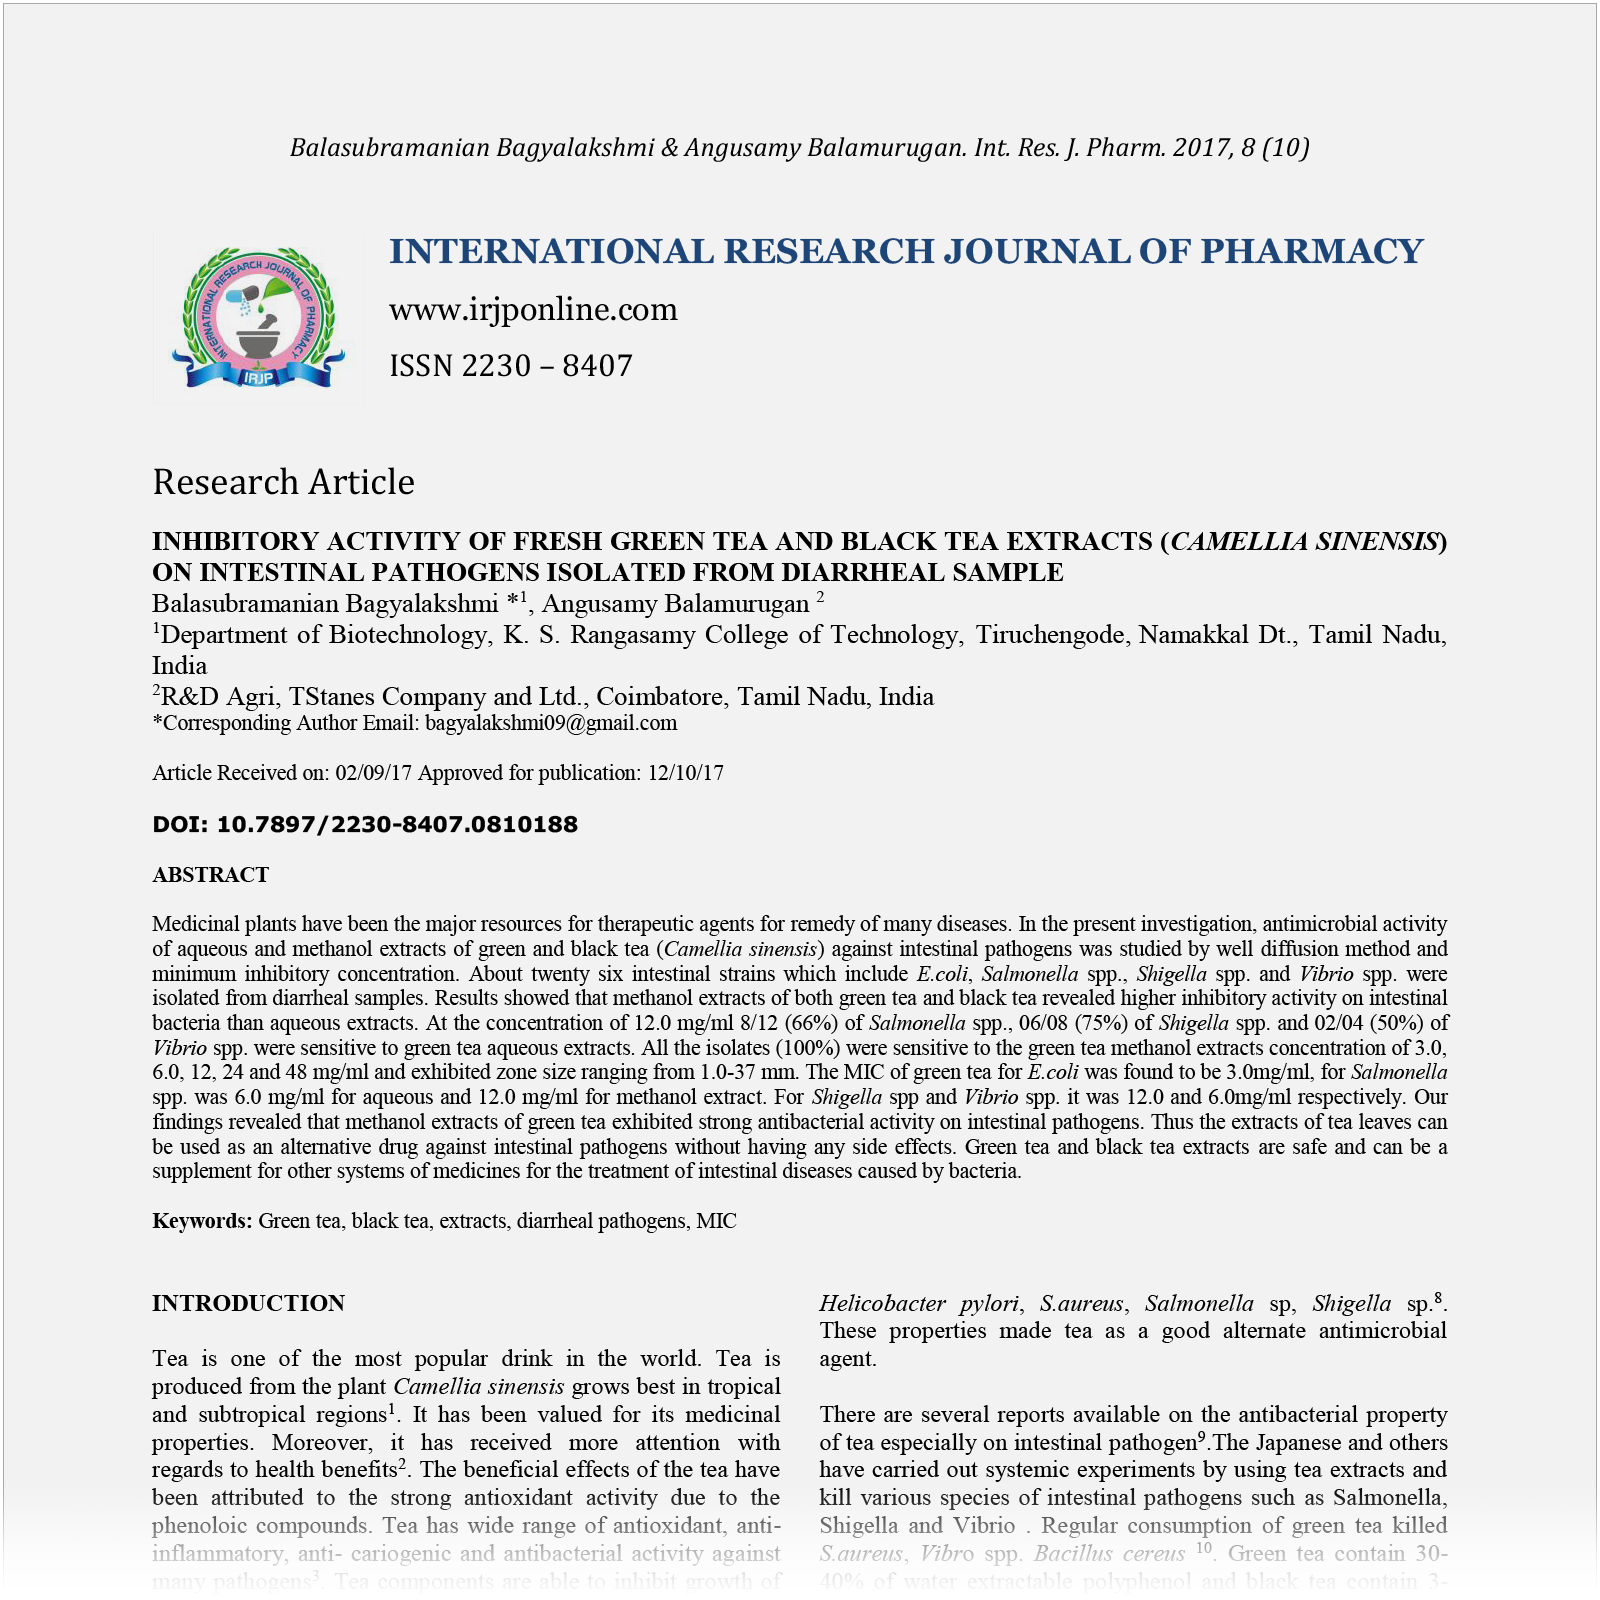 Balasubramanian Bagyalakshmi & Angusamy Balamurugan. Int. Res. J. Pharm. 2017, 8 (10)
INTERNATIONAL RESEARCH JOURNAL OF PHARMACY
www.irjponline.com
ISSN 2230 – 8407
INTERNATIONAL RESEARCH JOURNAL OF PHARMACY
IRJP
Research Article
INHIBITORY ACTIVITY OF FRESH GREEN TEA AND BLACK TEA EXTRACTS (CAMELLIA SINENSIS)
ON INTESTINAL PATHOGENS ISOLATED FROM DIARRHEAL SAMPLE
Balasubramanian Bagyalakshmi *1, Angusamy Balamurugan 2
1Department of Biotechnology, K. S. Rangasamy College of Technology, Tiruchengode, Namakkal Dt., Tamil Nadu,
India
2R&D Agri, TStanes Company and Ltd., Coimbatore, Tamil Nadu, India
*Corresponding Author Email: bagyalakshmi09@gmail.com
Article Received on: 02/09/17 Approved for publication: 12/10/17
DOI: 10.7897/2230-8407.0810188
ABSTRACT
Medicinal plants have been the major resources for therapeutic agents for remedy of many diseases. In the present investigation, antimicrobial activity
of aqueous and methanol extracts of green and black tea (Camellia sinensis) against intestinal pathogens was studied by well diffusion method and
minimum inhibitory concentration. About twenty six intestinal strains which include E.coli, Salmonella spp., Shigella spp. and Vibrio spp. were
isolated from diarrheal samples. Results showed that methanol extracts of both green tea and black tea revealed higher inhibitory activity on intestinal
bacteria than aqueous extracts. At the concentration of 12.0 mg/ml 8/12 (66%) of Salmonella spp., 06/08 (75%) of Shigella spp. and 02/04 (50%) of
Vibrio spp. were sensitive to green tea aqueous extracts. All the isolates (100%) were sensitive to the green tea methanol extracts concentration of 3.0,
6.0, 12, 24 and 48 mg/ml and exhibited zone size ranging from 1.0-37 mm. The MIC of green tea for E.coli was found to be 3.0mg/ml, for Salmonella
spp. was 6.0 mg/ml for aqueous and 12.0 mg/ml for methanol extract. For Shigella spp and Vibrio spp. it was 12.0 and 6.0mg/ml respectively. Our
findings revealed that methanol extracts of green tea exhibited strong antibacterial activity on intestinal pathogens. Thus the extracts of tea leaves can
be used as an alternative drug against intestinal pathogens without having any side effects. Green tea and black tea extracts are safe and can be a
supplement for other systems of medicines for the treatment of intestinal diseases caused by bacteria.
Keywords: Green tea, black tea, extracts, diarrheal pathogens, MIC
INTRODUCTION
Tea is one of the most popular drink in the world. Tea is
produced from the plant Camellia sinensis grows best in tropical
and subtropical regions1. It has been valued for its medicinal
properties. Moreover, it has received more attention with
regards to health benefits2. The beneficial effects of the tea have
been attributed to the strong antioxidant activity due to the
phenoloic compounds. Tea has wide range of antioxidant, anti-
inflammatory, anti- cariogenic and antibacterial activity against
many pathogens3. Tea components are able to inhibit growth of
Helicobacter pylori, S.aureus, Salmonella sp, Shigella sp.8.
These properties made tea as a good alternate antimicrobial
agent.
There are several reports available on the antibacterial property
of tea especially on intestinal pathogen9.The Japanese and others
have carried out systemic experiments by using tea extracts and
kill various species of intestinal pathogens such as Salmonella,
Shigella and Vibrio . Regular consumption of green tea killed
S.aureus, Vibro spp. Bacillus cereus 10. Green tea contain 30-
40% of water extractable polyphenol and black tea contain 3-